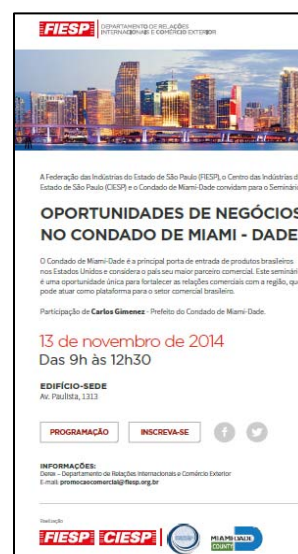 FIESP DEPARTAMENTO DE RELAÇÕES
INTERNACIONAIS E COMÉRCIO EXTERIOR
A Federação das Indústrias do Estado de São Paulo (FIESP), o Centro das Indústrias d
Estado de São Paulo (CIESP) e o Condado de Miami-Dade convidam para o Seminári
OPORTUNIDADES DE NEGÓCIOS
NO CONDADO DE MIAMI - DADE
O Condado de Miami-Dade é a principal porta de entrada de produtos brasileiros
nos Estados Unidos e considera o país seu maior parceiro comercial. Este seminári
é uma oportunidade única para fortalecer as relações comerciais com a região, qu
pode atuar como plataforma para o setor comercial brasileiro.
Participação de Carlos Gimenez - Prefeito do Condado de Miami-Dade.
13 de novembro de 2014
Das 9h às 12h30
EDIFÍCIO-SEDE
Av. Paulista, 1313
PROGRAMAÇÃO INSCREVA-SE
INFORMAÇÕES:
Derex - Departamento de Relações Internacionais e Comércio Exterior
E-mail: promocaocomercial@fiesp.org.br
Realização
FIESP CIESP MIAMI-DADE
COUNTY